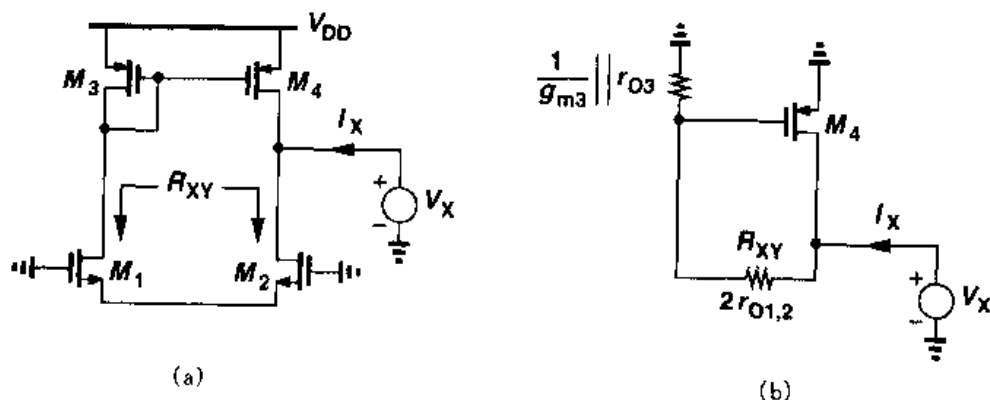 V_DD
M_3
M_4
I_X
R_XY
+
−
V_X
M_1
M_2
(a)
1/g_m3 || r_O3
M_4
I_X
R_XY
2r_O1,2
+
−
V_X
(b)